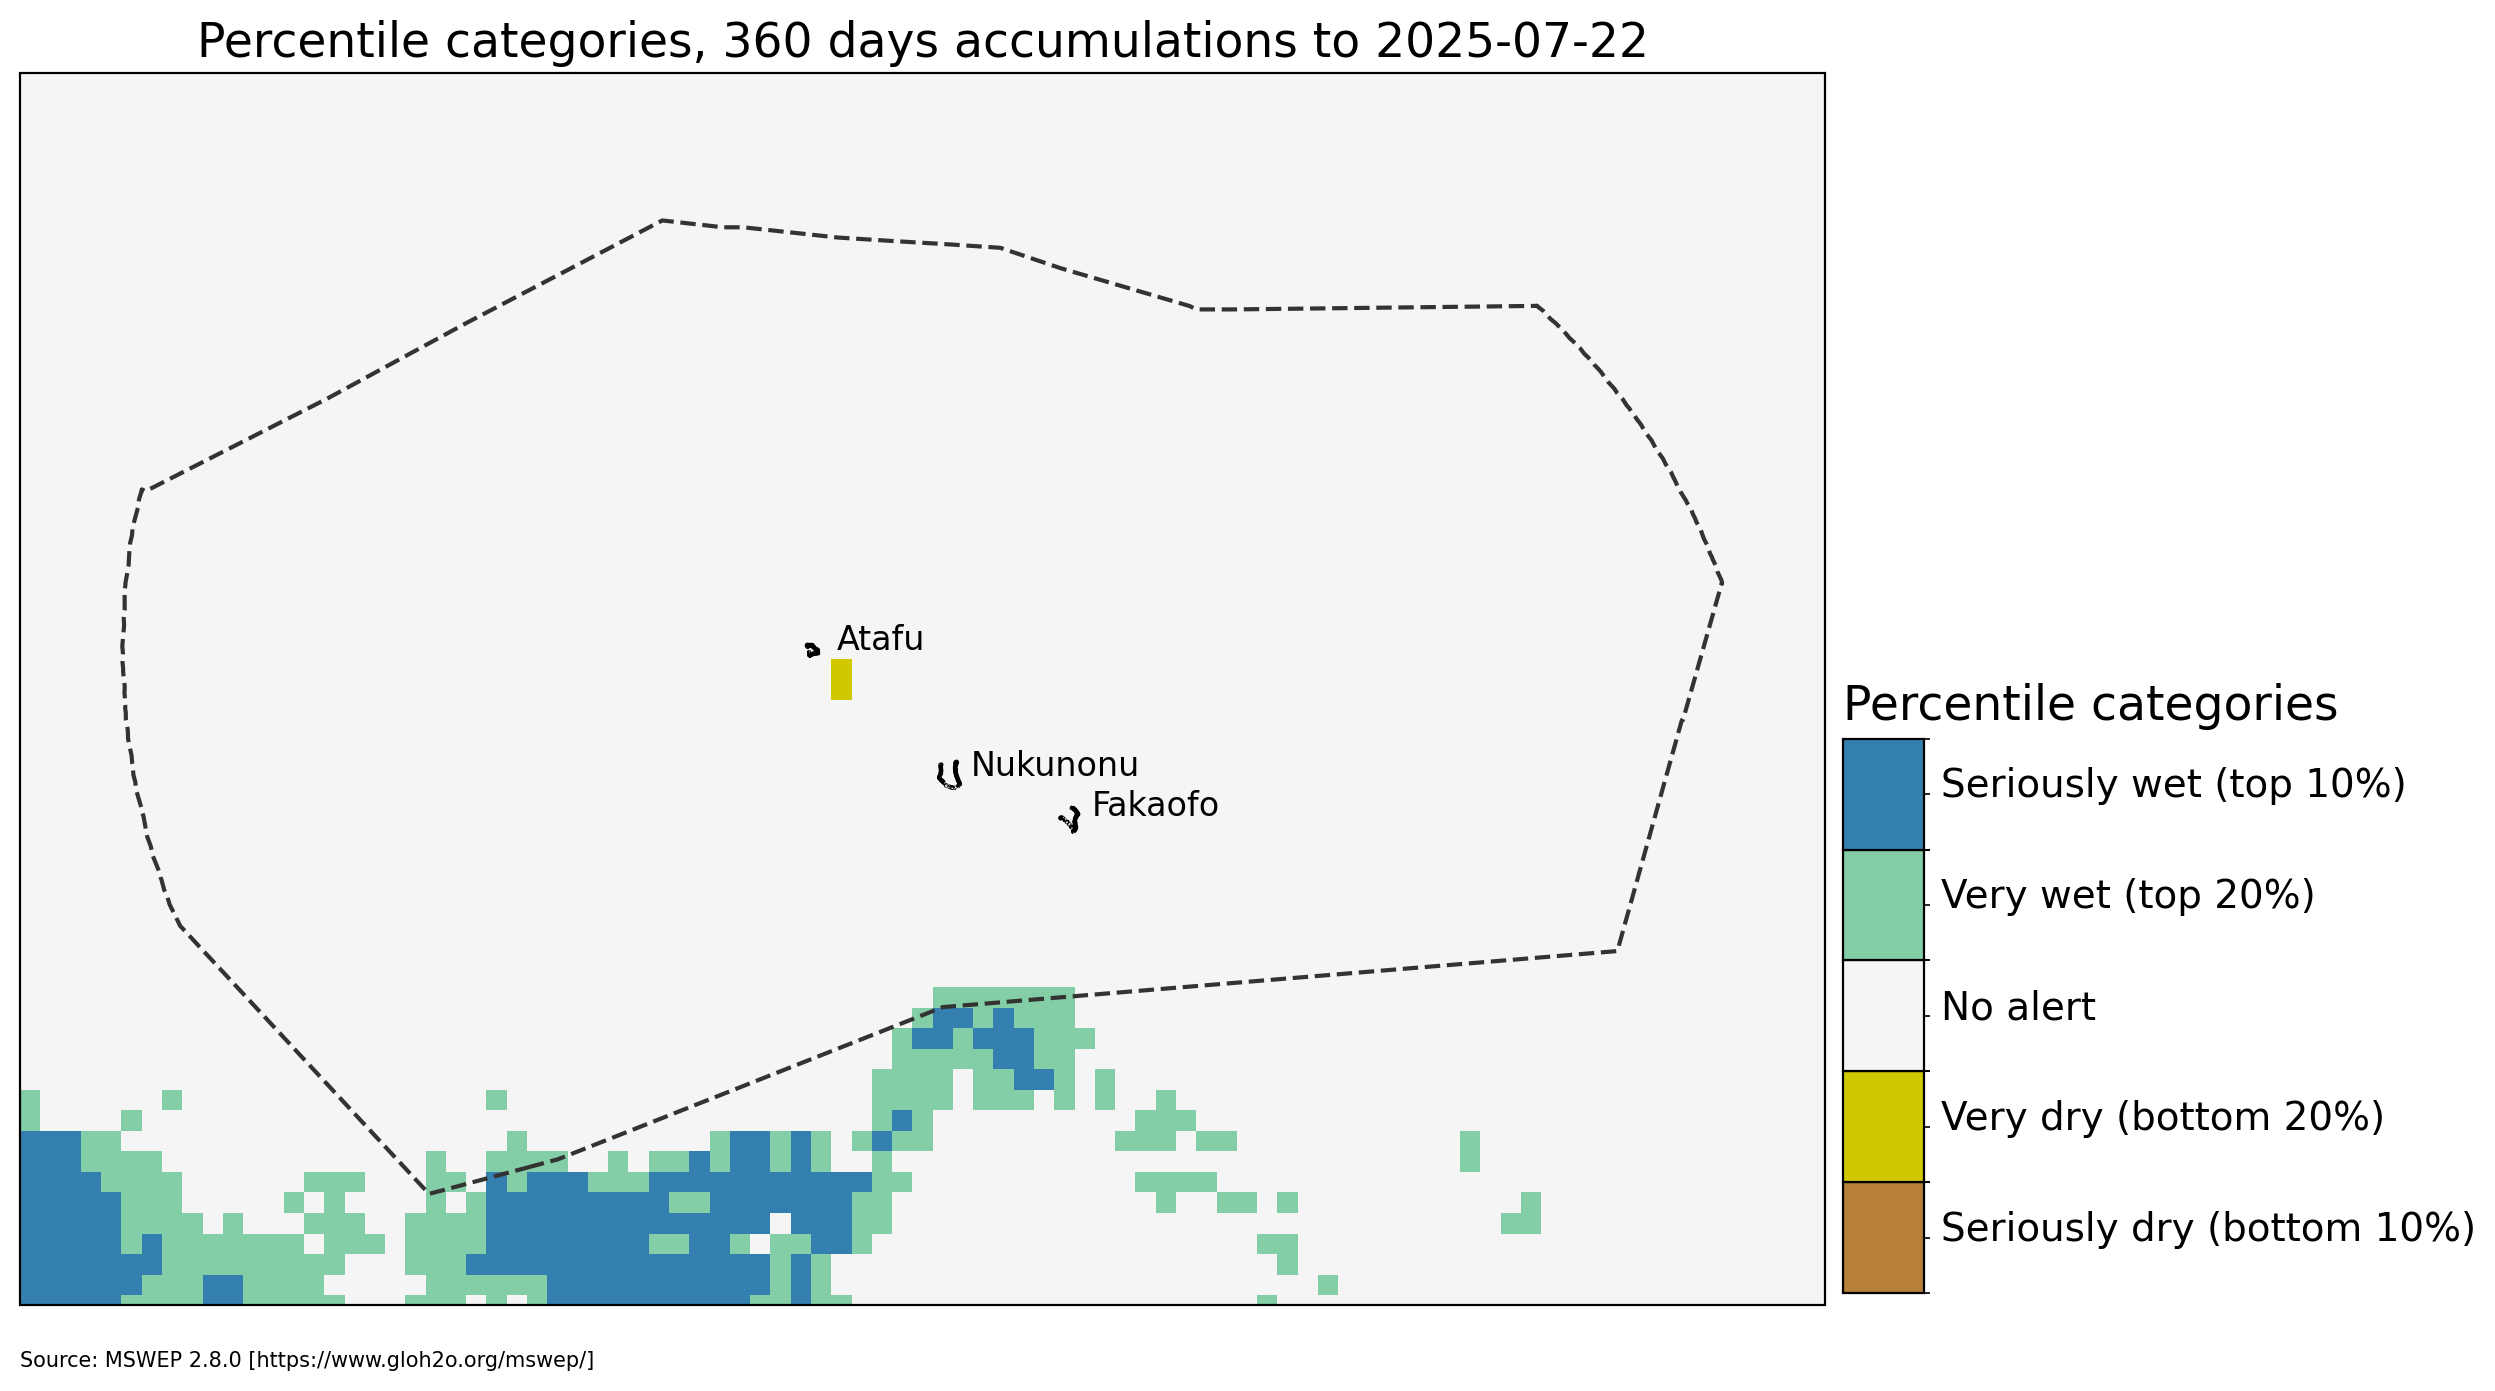 Percentile categories, 360 days accumulations to 2025-07-22
Atafu
Nukunonu
Fakaofo
Percentile categories
Seriously wet (top 10%)
Very wet (top 20%)
No alert
Very dry (bottom 20%)
Seriously dry (bottom 10%)
Source: MSWEP 2.8.0 [https://www.gloh2o.org/mswep/]